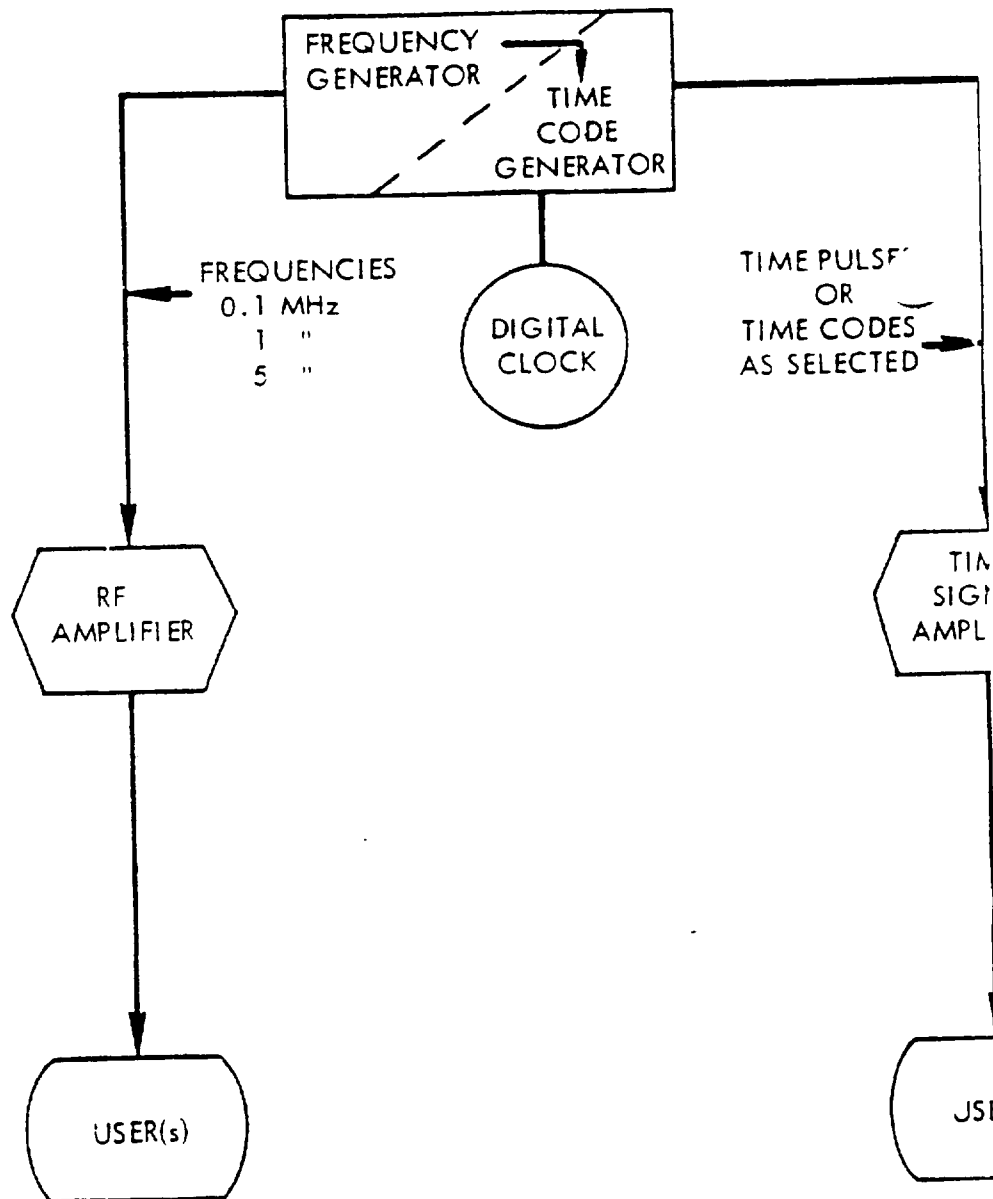 FREQUENCY
GENERATOR
TIME
CODE
GENERATOR
FREQUENCIES
0.1 MHz
1 "
5 "
DIGITAL
CLOCK
TIME
OR
TIME CODES
AS SELECTED
RF
AMPLIFIER
USER(s)